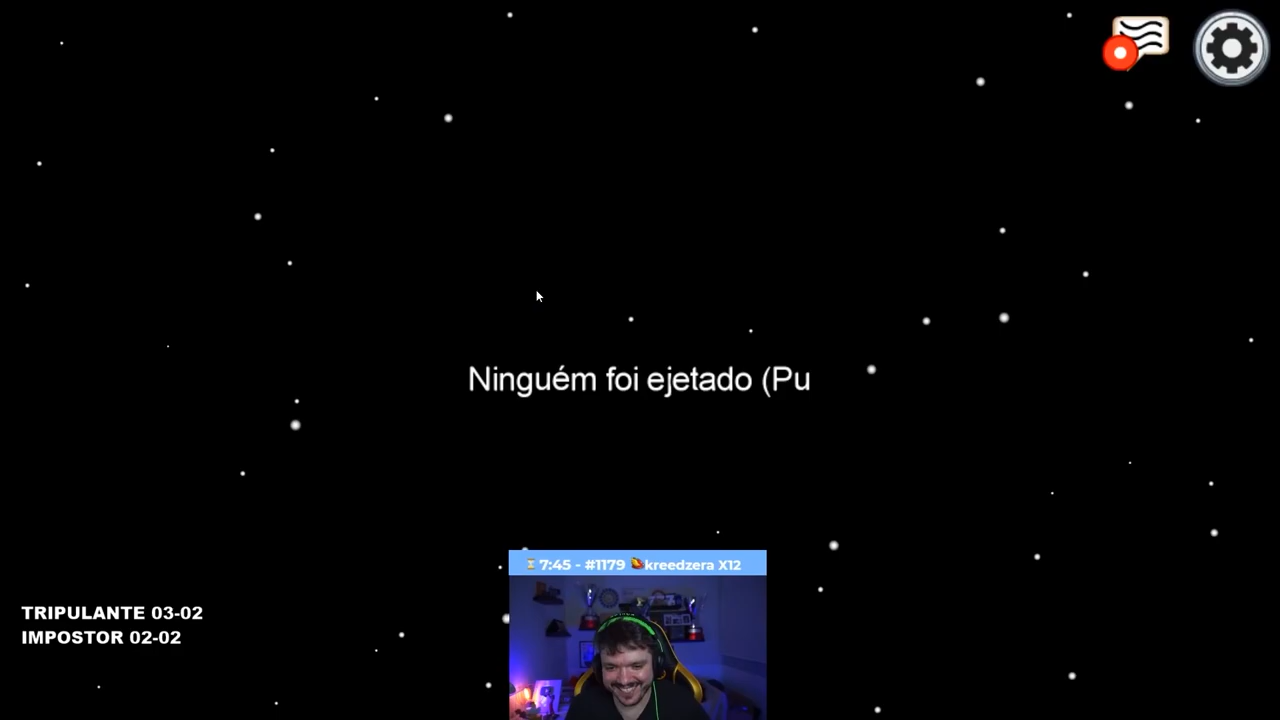 Ninguém foi ejetado (Pu
7:45 - #1179 kreedzera X12
TRIPULANTE 03-02
IMPOSTOR 02-02